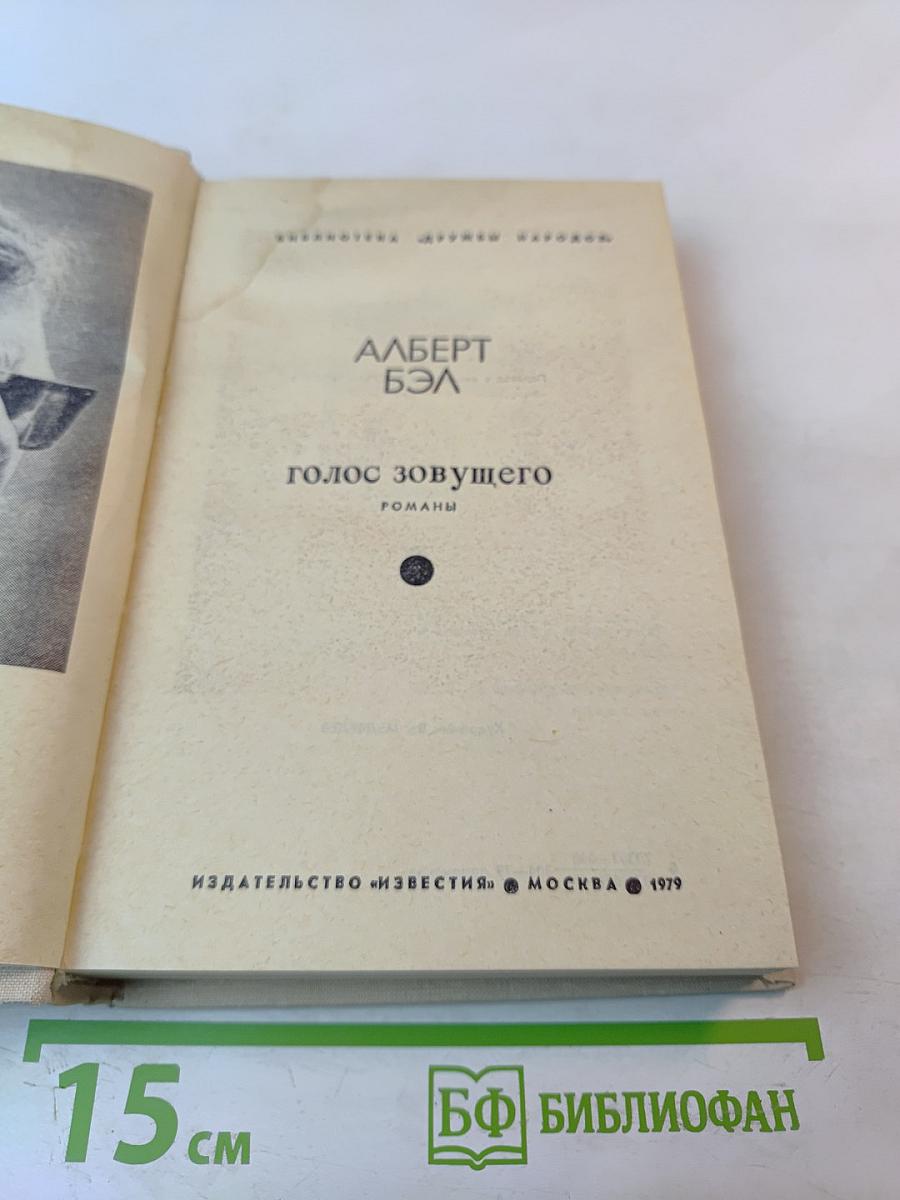 БИБЛИОТЕКА «ДРУЖБЫ НАРОДОВ»
АЛБЕРТ
БЭЛ
ГОЛОС ЗОВУЩЕГО
РОМАНЫ
ИЗДАТЕЛЬСТВО «ИЗВЕСТИЯ» ● МОСКВА ● 1979
15 см
БФ БИБЛИОФАН